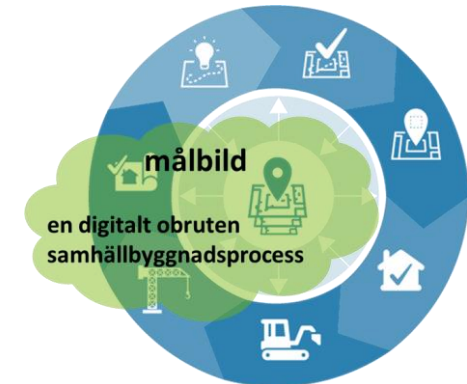 målbild
en digitalt obruten
samhällbyggnadsprocess